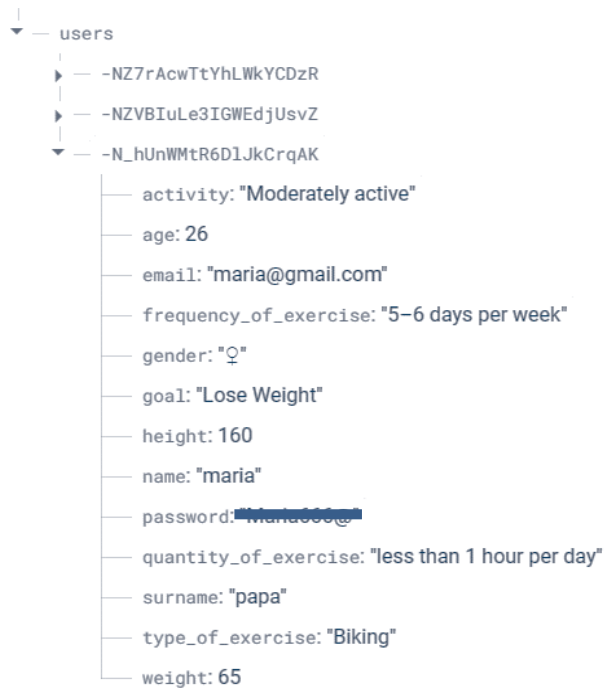 users
-NZ7rAcwTtYhLWkYCDzR
-NZVBIuLe3IGWEdjUsvZ
-N_hUnWMtR6DlJkCrqAK
activity: "Moderately active"
age: 26
email: "maria@gmail.com"
frequency_of_exercise: "5–6 days per week"
gender: "♀"
goal: "Lose Weight"
height: 160
name: "maria"
password:
quantity_of_exercise: "less than 1 hour per day"
surname: "papa"
type_of_exercise: "Biking"
weight: 65